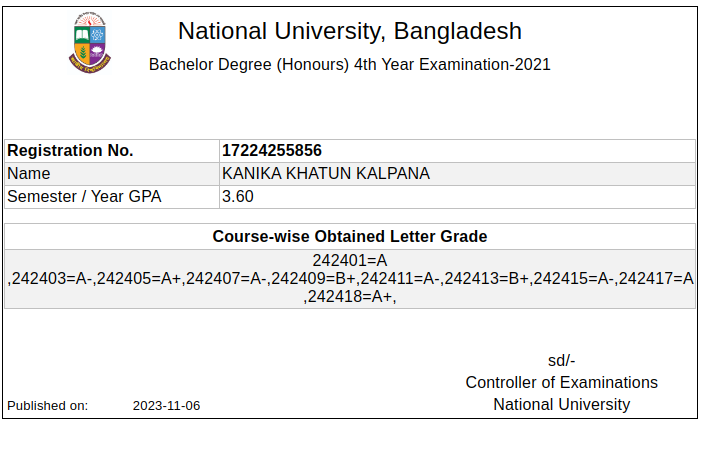 National University, Bangladesh
Bachelor Degree (Honours) 4th Year Examination-2021
Registration No. 17224255856
Name KANIKA KHATUN KALPANA
Semester / Year GPA 3.60
Course-wise Obtained Letter Grade
242401=A
,242403=A-,242405=A+,242407=A-,242409=B+,242411=A-,242413=B+,242415=A-,242417=A
,242418=A+,
sd/-
Controller of Examinations
National University
Published on: 2023-11-06